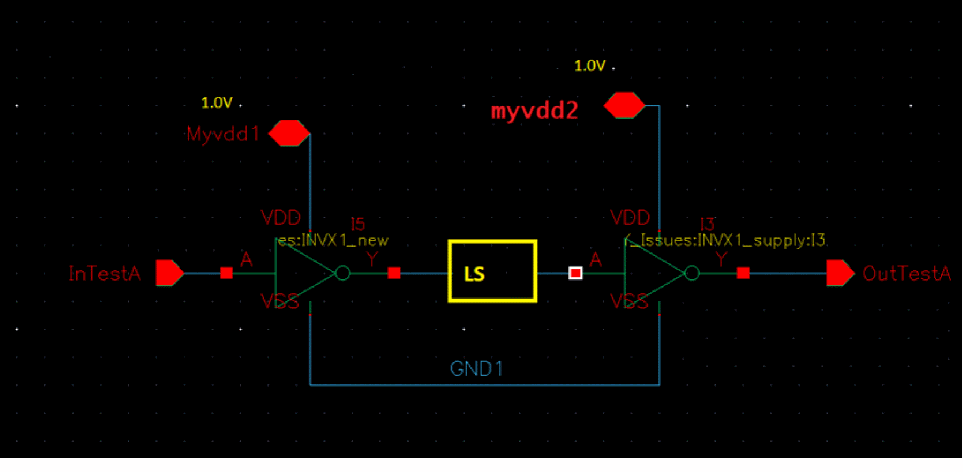 1.0V
myvdd2
1.0V
Myvdd1
VDD
I5
es:INVX1_new
VDD
I3
_Issues:INVX1_supply:I3
InTestA
A
Y
LS
A
Y
OutTestA
VSS
VSS
GND1